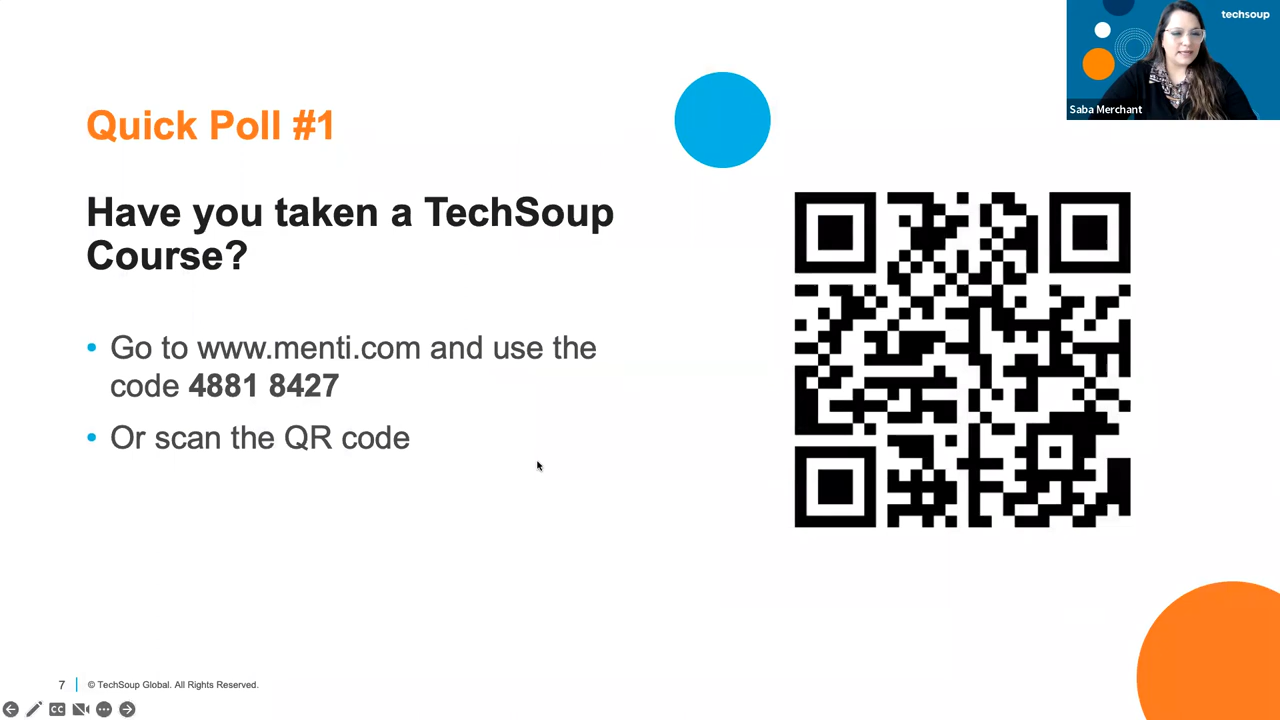 techsoup
Saba Merchant
Quick Poll #1
Have you taken a TechSoup
Course?
• Go to www.menti.com and use the
code 4881 8427
• Or scan the QR code
7
© TechSoup Global. All Rights Reserved.
CC